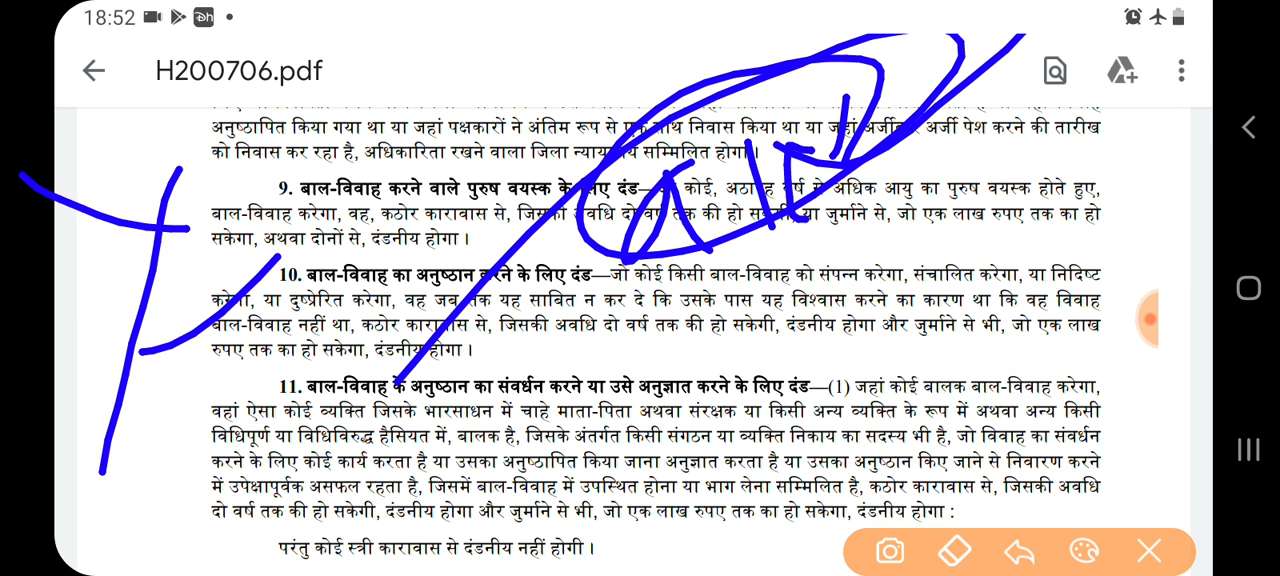 18:52
H200706.pdf
अनुष्ठापित किया गया था या जहां पक्षकारों ने अंतिम रूप से एक साथ निवास किया था या जहां अर्जीदार अर्जी पेश करने की तारीख
को निवास कर रहा है, अधिकारिता रखने वाला जिला न्यायालय सम्मिलित होगा।
9. बाल-विवाह करने वाले पुरुष वयस्क के लिए दंड— कोई, अठारह वर्ष से अधिक आयु का पुरुष वयस्क होते हुए,
बाल-विवाह करेगा, वह, कठोर कारावास से, जिसकी अवधि दो वर्ष तक की हो सकेगी, या जुर्माने से, जो एक लाख रुपए तक का हो
सकेगा, अथवा दोनों से, दंडनीय होगा।
10. बाल-विवाह का अनुष्ठान करने के लिए दंड—जो कोई किसी बाल-विवाह को संपन्न करेगा, संचालित करेगा, या निदिष्ट
करेगा, या दुष्प्रेरित करेगा, वह जब तक यह साबित न कर दे कि उसके पास यह विश्वास करने का कारण था कि वह विवाह
बाल-विवाह नहीं था, कठोर कारावास से, जिसकी अवधि दो वर्ष तक की हो सकेगी, दंडनीय होगा और जुर्माने से भी, जो एक लाख
रुपए तक का हो सकेगा, दंडनीय होगा।
11. बाल-विवाह के अनुष्ठान का संवर्धन करने या उसे अनुज्ञात करने के लिए दंड—(1) जहां कोई बालक बाल-विवाह करेगा,
वहां ऐसा कोई व्यक्ति जिसके भारसाधन में चाहे माता-पिता अथवा संरक्षक या किसी अन्य व्यक्ति के रूप में अथवा अन्य किसी
विधिपूर्ण या विधिविरुद्ध हैसियत में, बालक है, जिसके अंतर्गत किसी संगठन या व्यक्ति निकाय का सदस्य भी है, जो विवाह का संवर्धन
करने के लिए कोई कार्य करता है या उसका अनुष्ठापित किया जाना अनुज्ञात करता है या उसका अनुष्ठान किए जाने से निवारण करने
में उपेक्षापूर्वक असफल रहता है, जिसमें बाल-विवाह में उपस्थित होना या भाग लेना सम्मिलित है, कठोर कारावास से, जिसकी अवधि
दो वर्ष तक की हो सकेगी, दंडनीय होगा और जुर्माने से भी, जो एक लाख रुपए तक का हो सकेगा, दंडनीय होगा :
परंतु कोई स्त्री कारावास से दंडनीय नहीं होगी।